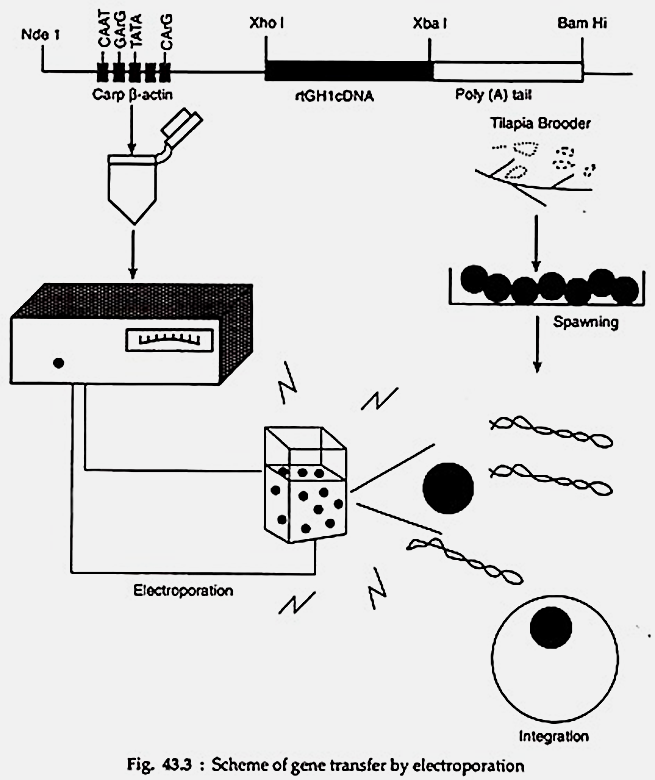 Nde 1
CAAT
GArG
TATA
CArG
Xho I
Xba I
Bam Hi
Carp β-actin
rtGH1cDNA
Poly (A) tail
Tilapia Brooder
Spawning
Electroporation
Integration
Fig. 43.3 : Scheme of gene transfer by electroporation